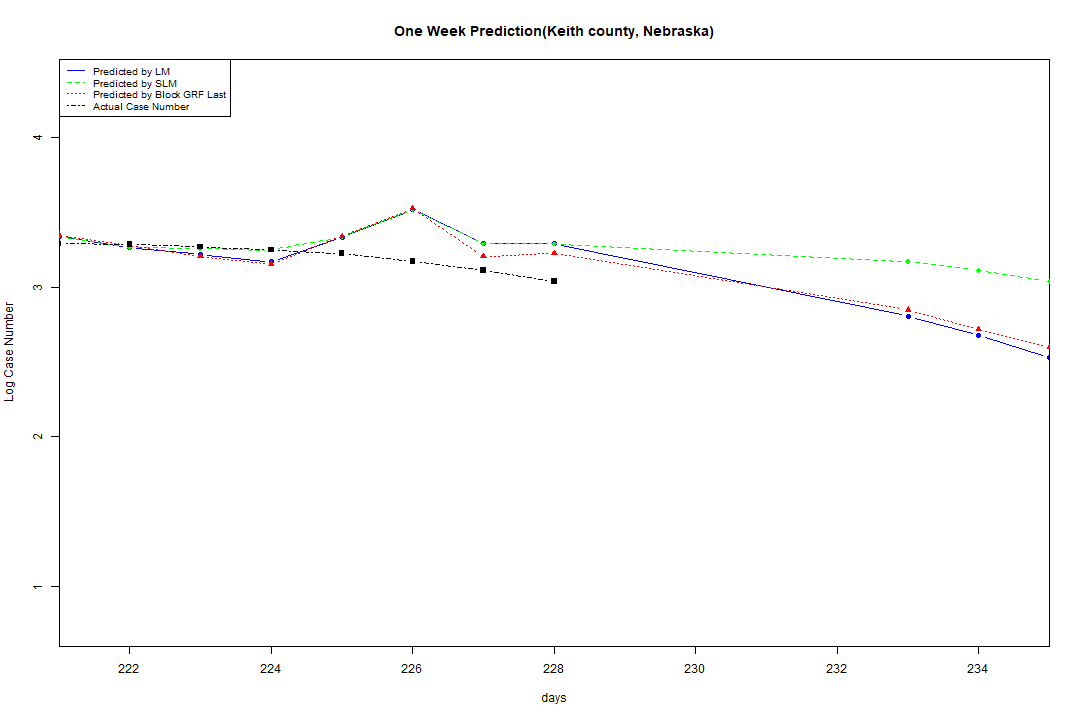 One Week Prediction(Keith county, Nebraska)
Predicted by LM
Predicted by SLM
Predicted by Block GRF Last
Actual Case Number
4
3
2
1
Log Case Number
222 224 226 228 230 232 234
days